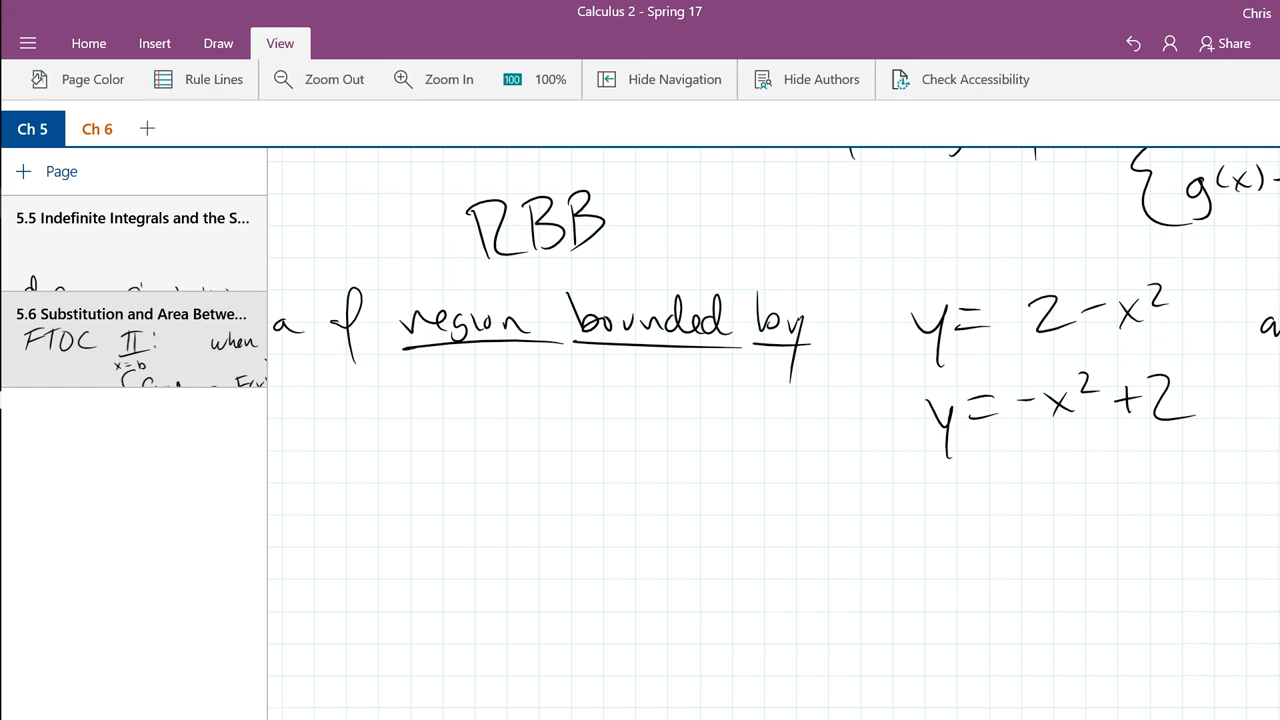 Calculus 2 - Spring 17
Chris
Home Insert Draw View
Share
Page Color Rule Lines Zoom Out Zoom In 100 100% Hide Navigation Hide Authors Check Accessibility
Ch 5 Ch 6
Page
5.5 Indefinite Integrals and the S...
5.6 Substitution and Area Betwe...
FTOC II: when
x=b
{ g(x)
RBB
a of region bounded by y = 2 - x² a
y = -x² + 2